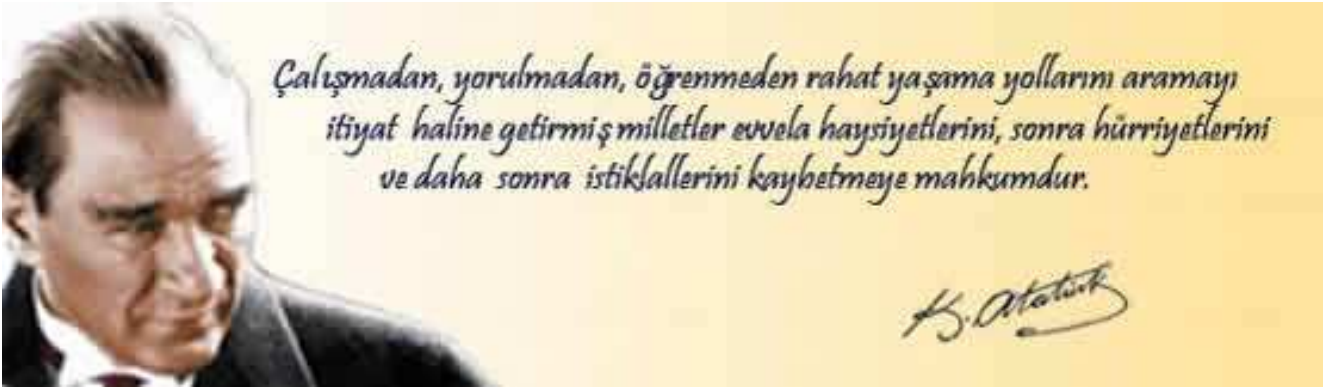 Çalışmadan, yorulmadan, öğrenmeden rahat yaşama yollarını aramayı
itiyat haline getirmiş milletler evvela haysiyetlerini, sonra hürriyetlerini
ve daha sonra istiklallerini kaybetmeye mahkumdur.
K. Atatürk